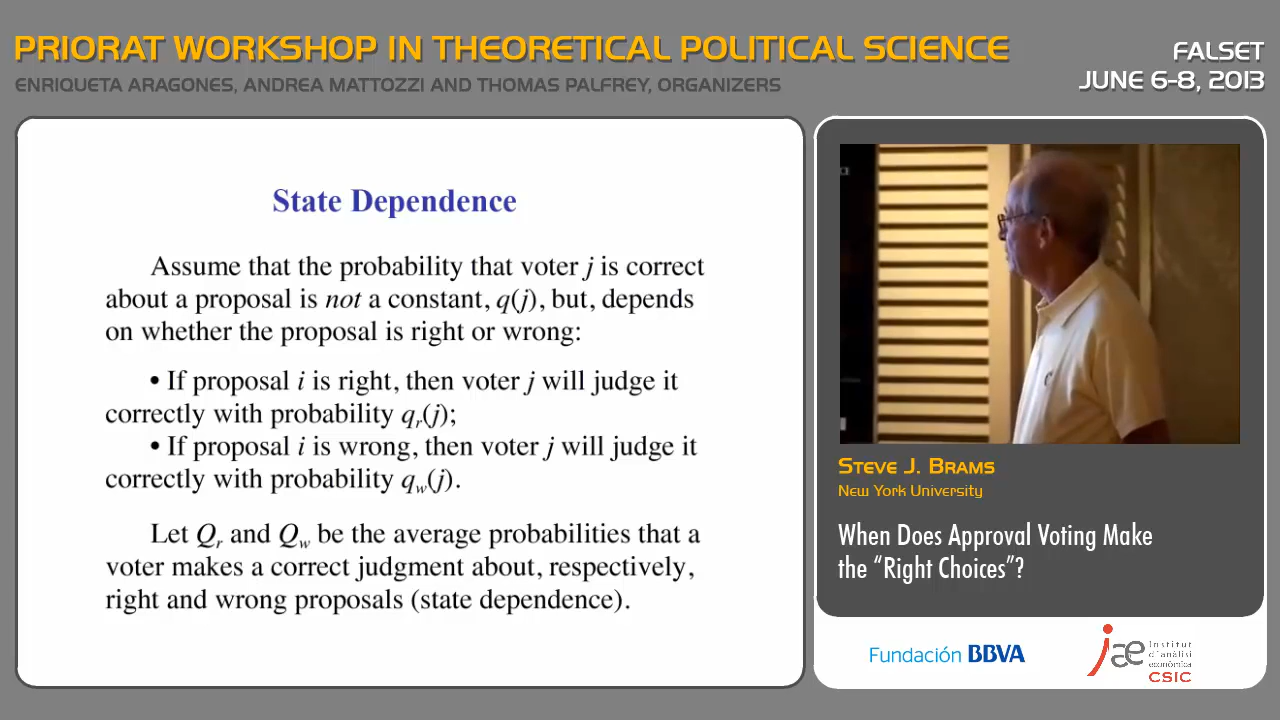 PRIORAT WORKSHOP IN THEORETICAL POLITICAL SCIENCE
ENRIQUETA ARAGONES, ANDREA MATTOZZI AND THOMAS PALFREY, ORGANIZERS
FALSET
JUNE 6-8, 2013
State Dependence
Assume that the probability that voter j is correct
about a proposal is not a constant, q(j), but, depends
on whether the proposal is right or wrong:
• If proposal i is right, then voter j will judge it
correctly with probability qr(j);
• If proposal i is wrong, then voter j will judge it
correctly with probability qw(j).
Let Qr and Qw be the average probabilities that a
voter makes a correct judgment about, respectively,
right and wrong proposals (state dependence).
STEVE J. BRAMS
New York University
When Does Approval Voting Make
the “Right Choices”?
Fundación BBVA
iae
Institut
d'anàlisi
econòmica
CSIC